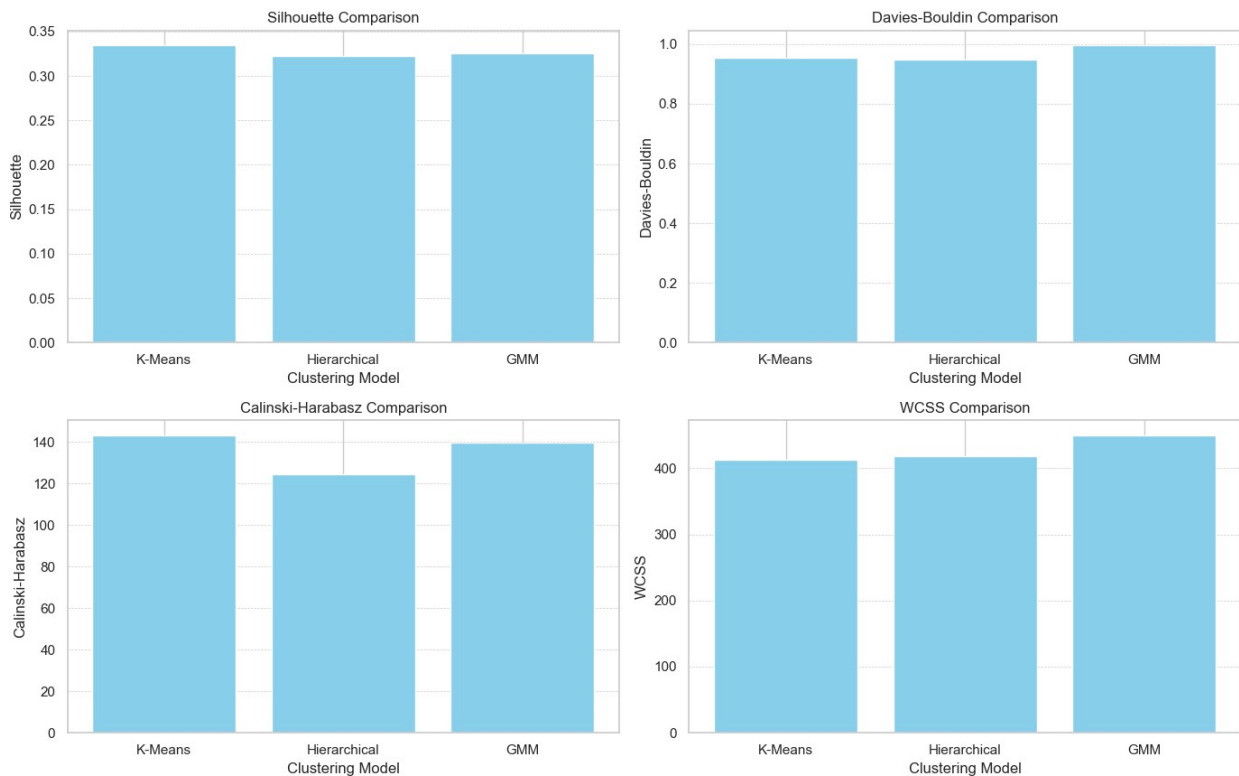 Silhouette Comparison
0.35
0.30
0.25
0.20
0.15
0.10
0.05
0.00
Silhouette
K-Means Hierarchical GMM
Clustering Model
Davies-Bouldin Comparison
1.0
0.8
0.6
0.4
0.2
0.0
Davies-Bouldin
K-Means Hierarchical GMM
Clustering Model
Calinski-Harabasz Comparison
140
120
100
80
60
40
20
0
Calinski-Harabasz
K-Means Hierarchical GMM
Clustering Model
WCSS Comparison
400
300
200
100
0
WCSS
K-Means Hierarchical GMM
Clustering Model